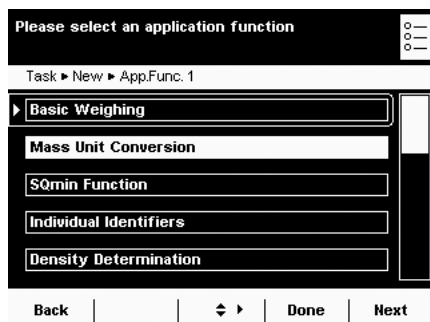 Please select an application function
Task ▸ New ▸ App.Func. 1
Basic Weighing
Mass Unit Conversion
SQmin Function
Individual Identifiers
Density Determination
Back Done Next